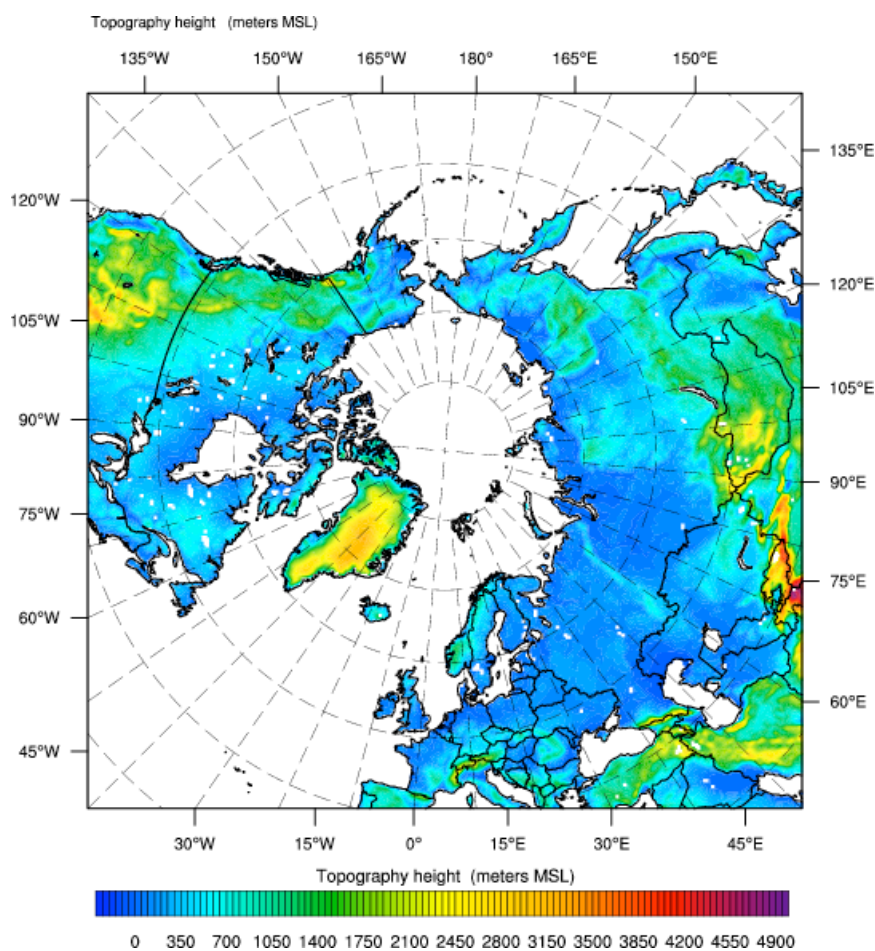 Topography height (meters MSL)
135°W 150°W 165°W 180° 165°E 150°E
135°E
120°W
120°E
105°W
105°E
90°W
90°E
75°W
75°E
60°W
60°E
45°W
30°W 15°W 0° 15°E 30°E 45°E
Topography height (meters MSL)
0 350 700 1050 1400 1750 2100 2450 2800 3150 3500 3850 4200 4550 4900